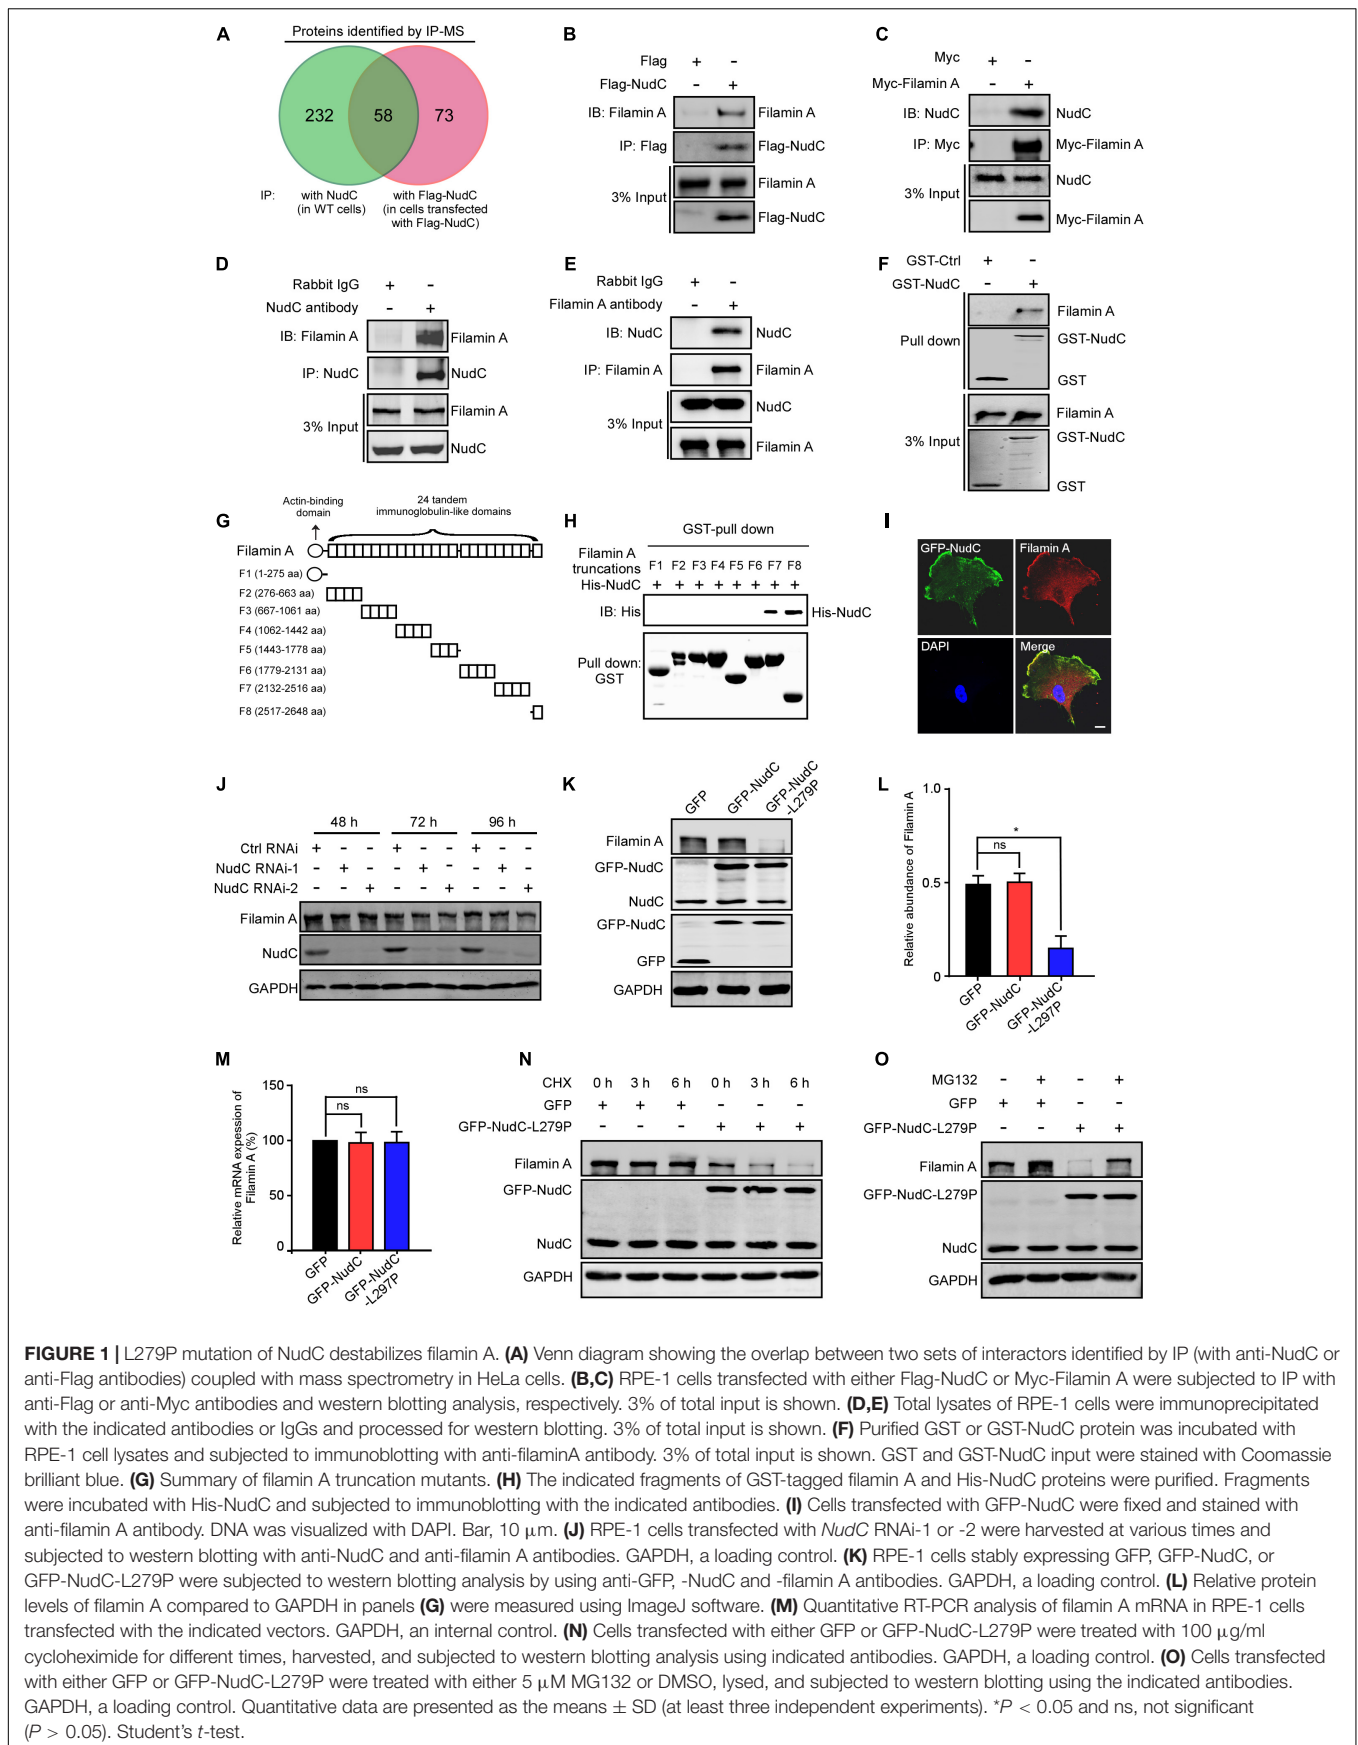 A
Proteins identified by IP-MS
232
58
73
IP:
with NudC
(in WT cells)
with Flag-NudC
(in cells transfected
with Flag-NudC)
B
Flag + -
Flag-NudC - +
IB: Filamin A Filamin A
IP: Flag Flag-NudC
3% Input
Filamin A
Flag-NudC
C
Myc + -
Myc-Filamin A - +
IB: NudC NudC
IP: Myc Myc-Filamin A
3% Input
NudC
Myc-Filamin A
D
Rabbit IgG + -
NudC antibody - +
IB: Filamin A Filamin A
IP: NudC NudC
3% Input
Filamin A
NudC
E
Rabbit IgG + -
Filamin A antibody - +
IB: NudC NudC
IP: Filamin A Filamin A
3% Input
NudC
Filamin A
F
GST-Ctrl + -
GST-NudC - +
Pull down
Filamin A
GST-NudC
GST
3% Input
Filamin A
GST-NudC
GST
G
Actin-binding
domain
24 tandem
immunoglobulin-like domains
Filamin A
F1 (1-275 aa)
F2 (276-663 aa)
F3 (667-1061 aa)
F4 (1062-1442 aa)
F5 (1443-1778 aa)
F6 (1779-2131 aa)
F7 (2132-2516 aa)
F8 (2517-2648 aa)
H
GST-pull down
Filamin A
truncations
F1 F2 F3 F4 F5 F6 F7 F8
His-NudC + + + + + + + +
IB: His His-NudC
Pull down:
GST
I
GFP-NudC
Filamin A
DAPI
Merge
J
48 h 72 h 96 h
Ctrl RNAi + - - + - - + - -
NudC RNAi-1 - + - - + - - + -
NudC RNAi-2 - - + - - + - - +
Filamin A
NudC
GAPDH
K
GFP
GFP-NudC
GFP-NudC
-L279P
Filamin A
GFP-NudC
NudC
GFP-NudC
GFP
GAPDH
L
Relative abundance of Filamin A
1.0
0.5
0
*
ns
GFP
GFP-NudC
GFP-NudC
-L297P
M
Relative mRNA expression of
Filamin A (%)
150
100
50
0
ns
ns
GFP
GFP-NudC
GFP-NudC
-L297P
N
CHX 0 h 3 h 6 h 0 h 3 h 6 h
GFP + + + - - -
GFP-NudC-L279P - - - + + +
Filamin A
GFP-NudC
NudC
GAPDH
O
MG132 - + - +
GFP + + - -
GFP-NudC-L279P - - + +
Filamin A
GFP-NudC-L279P
NudC
GAPDH
FIGURE 1 | L279P mutation of NudC destabilizes filamin A. (A) Venn diagram showing the overlap between two sets of interactors identified by IP (with anti-NudC or
anti-Flag antibodies) coupled with mass spectrometry in HeLa cells. (B,C) RPE-1 cells transfected with either Flag-NudC or Myc-Filamin A were subjected to IP with
anti-Flag or anti-Myc antibodies and western blotting analysis, respectively. 3% of total input is shown. (D,E) Total lysates of RPE-1 cells were immunoprecipitated
with the indicated antibodies or IgGs and processed for western blotting. 3% of total input is shown. (F) Purified GST or GST-NudC protein was incubated with
RPE-1 cell lysates and subjected to immunoblotting with anti-filaminA antibody. 3% of total input is shown. GST and GST-NudC input were stained with Coomassie
brilliant blue. (G) Summary of filamin A truncation mutants. (H) The indicated fragments of GST-tagged filamin A and His-NudC proteins were purified. Fragments
were incubated with His-NudC and subjected to immunoblotting with the indicated antibodies. (I) Cells transfected with GFP-NudC were fixed and stained with
anti-filamin A antibody. DNA was visualized with DAPI. Bar, 10 μm. (J) RPE-1 cells transfected with NudC RNAi-1 or -2 were harvested at various times and
subjected to western blotting with anti-NudC and anti-filamin A antibodies. GAPDH, a loading control. (K) RPE-1 cells stably expressing GFP, GFP-NudC, or
GFP-NudC-L279P were subjected to western blotting analysis by using anti-GFP, -NudC and -filamin A antibodies. GAPDH, a loading control. (L) Relative protein
levels of filamin A compared to GAPDH in panels (G) were measured using ImageJ software. (M) Quantitative RT-PCR analysis of filamin A mRNA in RPE-1 cells
transfected with the indicated vectors. GAPDH, an internal control. (N) Cells transfected with either GFP or GFP-NudC-L279P were treated with 100 μg/ml
cycloheximide for different times, harvested, and subjected to western blotting analysis using indicated antibodies. GAPDH, a loading control. (O) Cells transfected
with either GFP or GFP-NudC-L279P were treated with either 5 μM MG132 or DMSO, lysed, and subjected to western blotting using the indicated antibodies.
GAPDH, a loading control. Quantitative data are presented as the means ± SD (at least three independent experiments). *P < 0.05 and ns, not significant
(P > 0.05). Student's t-test.